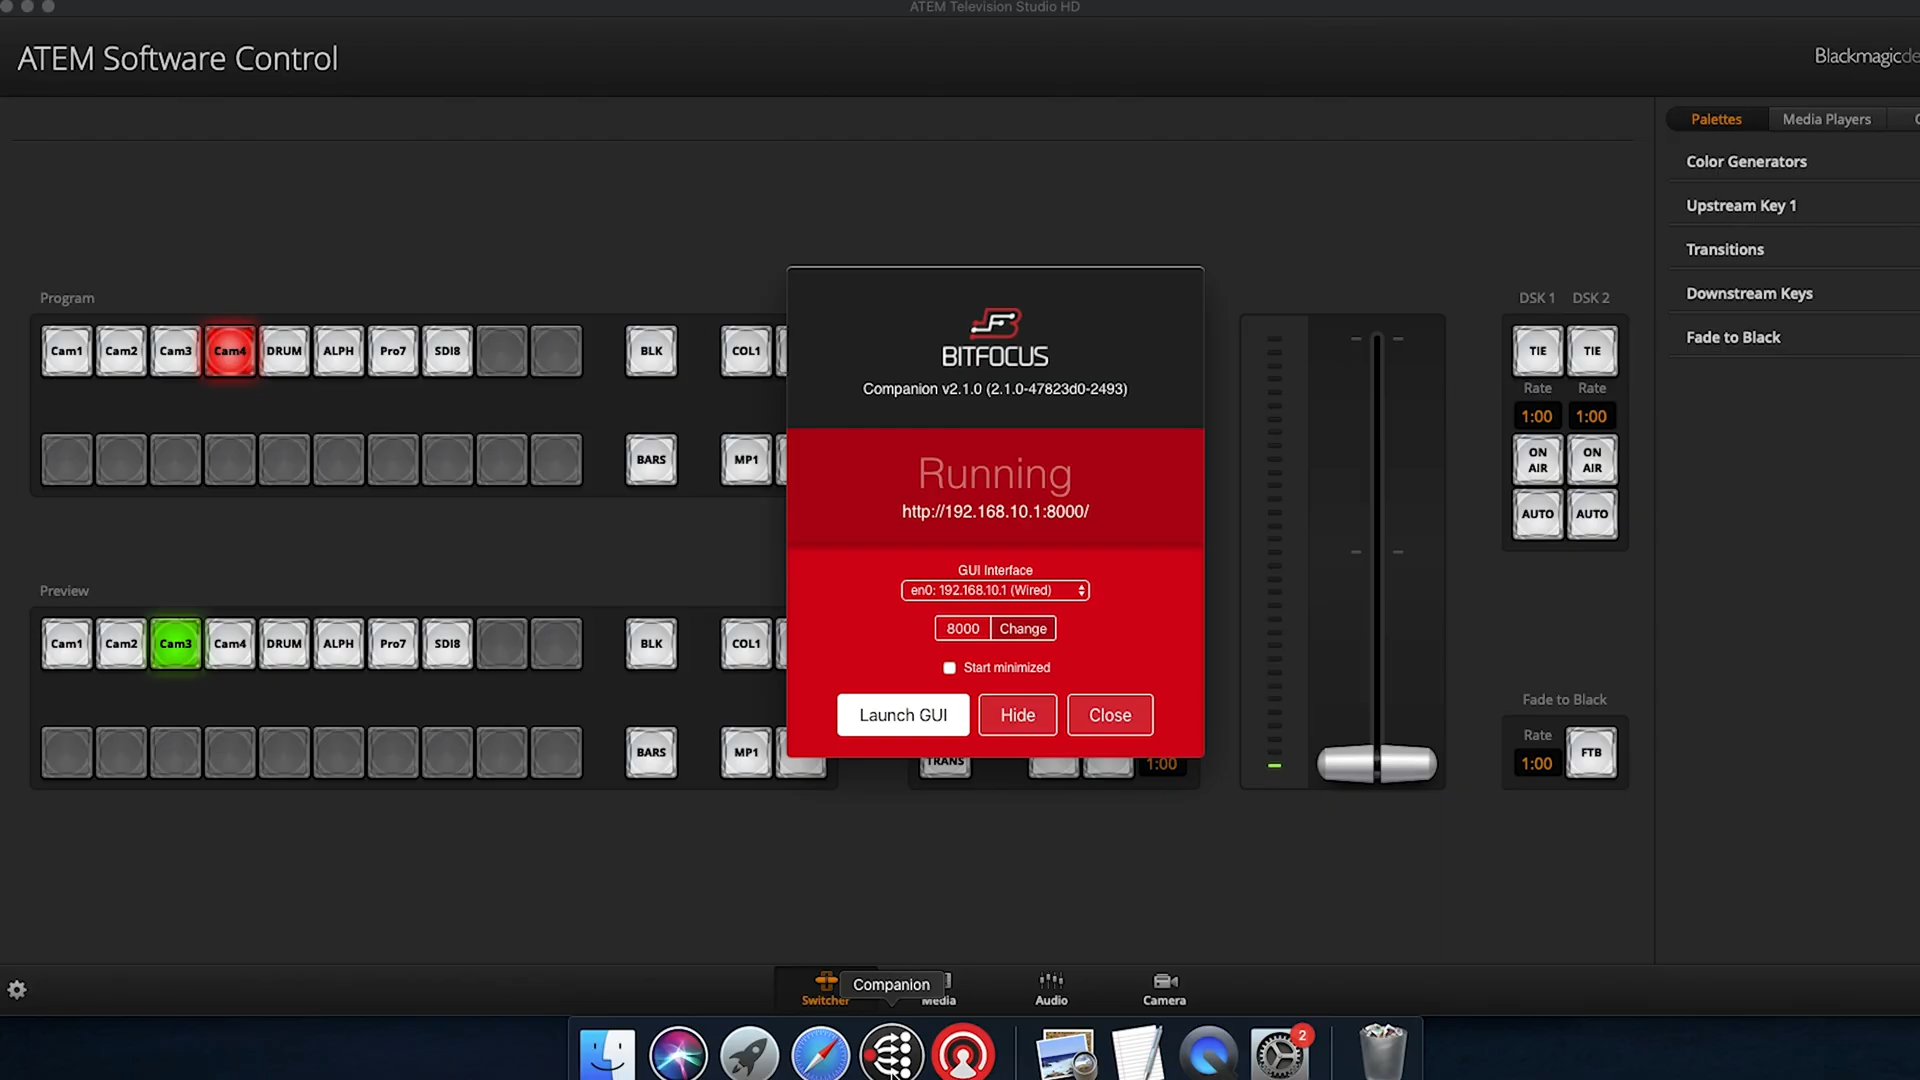 ATEM Television Studio HD
ATEM Software Control
Blackmagicde
Palettes
Media Players
Color Generators
Upstream Key 1
Transitions
Downstream Keys
Fade to Black
Program
Cam1 Cam2 Cam3 Cam4 DRUM ALPH Pro7 SDI8 BLK COL1
BARS MP1
Preview
Cam1 Cam2 Cam3 Cam4 DRUM ALPH Pro7 SDI8 BLK COL1
BARS MP1
BITFOCUS
Companion v2.1.0 (2.1.0-47823d0-2493)
Running
http://192.168.10.1:8000/
GUI Interface
en0: 192.168.10.1 (Wired)
8000 Change
Start minimized
Launch GUI Hide Close
TRANS 1:00
DSK 1 DSK 2
TIE TIE
Rate Rate
1:00 1:00
ON AIR ON AIR
AUTO AUTO
Fade to Black
Rate
1:00 FTB
Switcher
Companion
Media
Audio
Camera
2